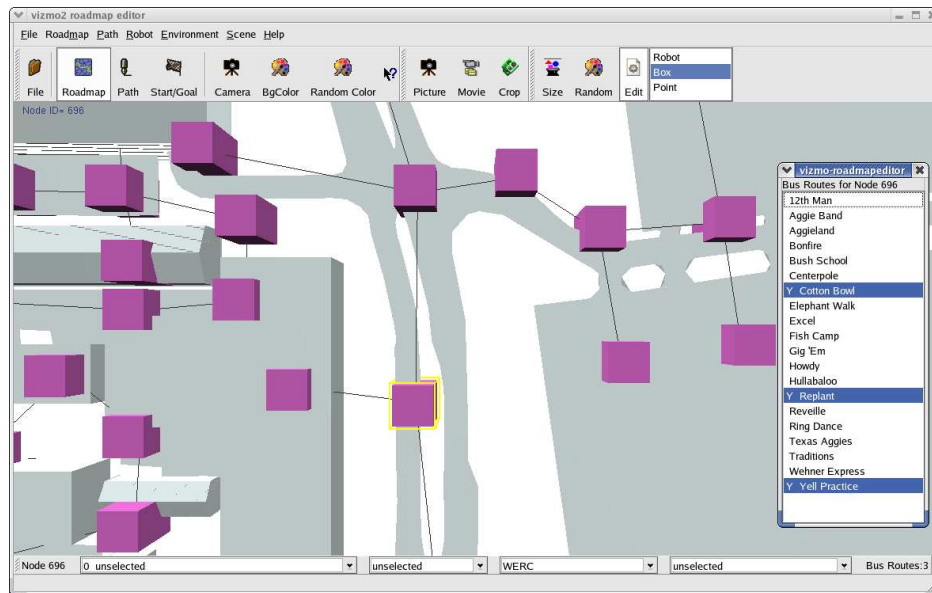 vizmo2 roadmap editor
File Roadmap Path Robot Environment Scene Help
File Roadmap Path Start/Goal Camera BgColor Random Color Picture Movie Crop Size Random Edit
Robot
Box
Point
Node ID= 696
vizmo-roadmapeditor
Bus Routes for Node 696
12th Man
Aggie Band
Aggieland
Bonfire
Bush School
Centerpole
Y Cotton Bowl
Elephant Walk
Excel
Fish Camp
Gig 'Em
Howdy
Hullabaloo
Y Replant
Reveille
Ring Dance
Texas Aggies
Traditions
Wehner Express
Y Yell Practice
Node 696 0 unselected unselected WERC unselected Bus Routes:3